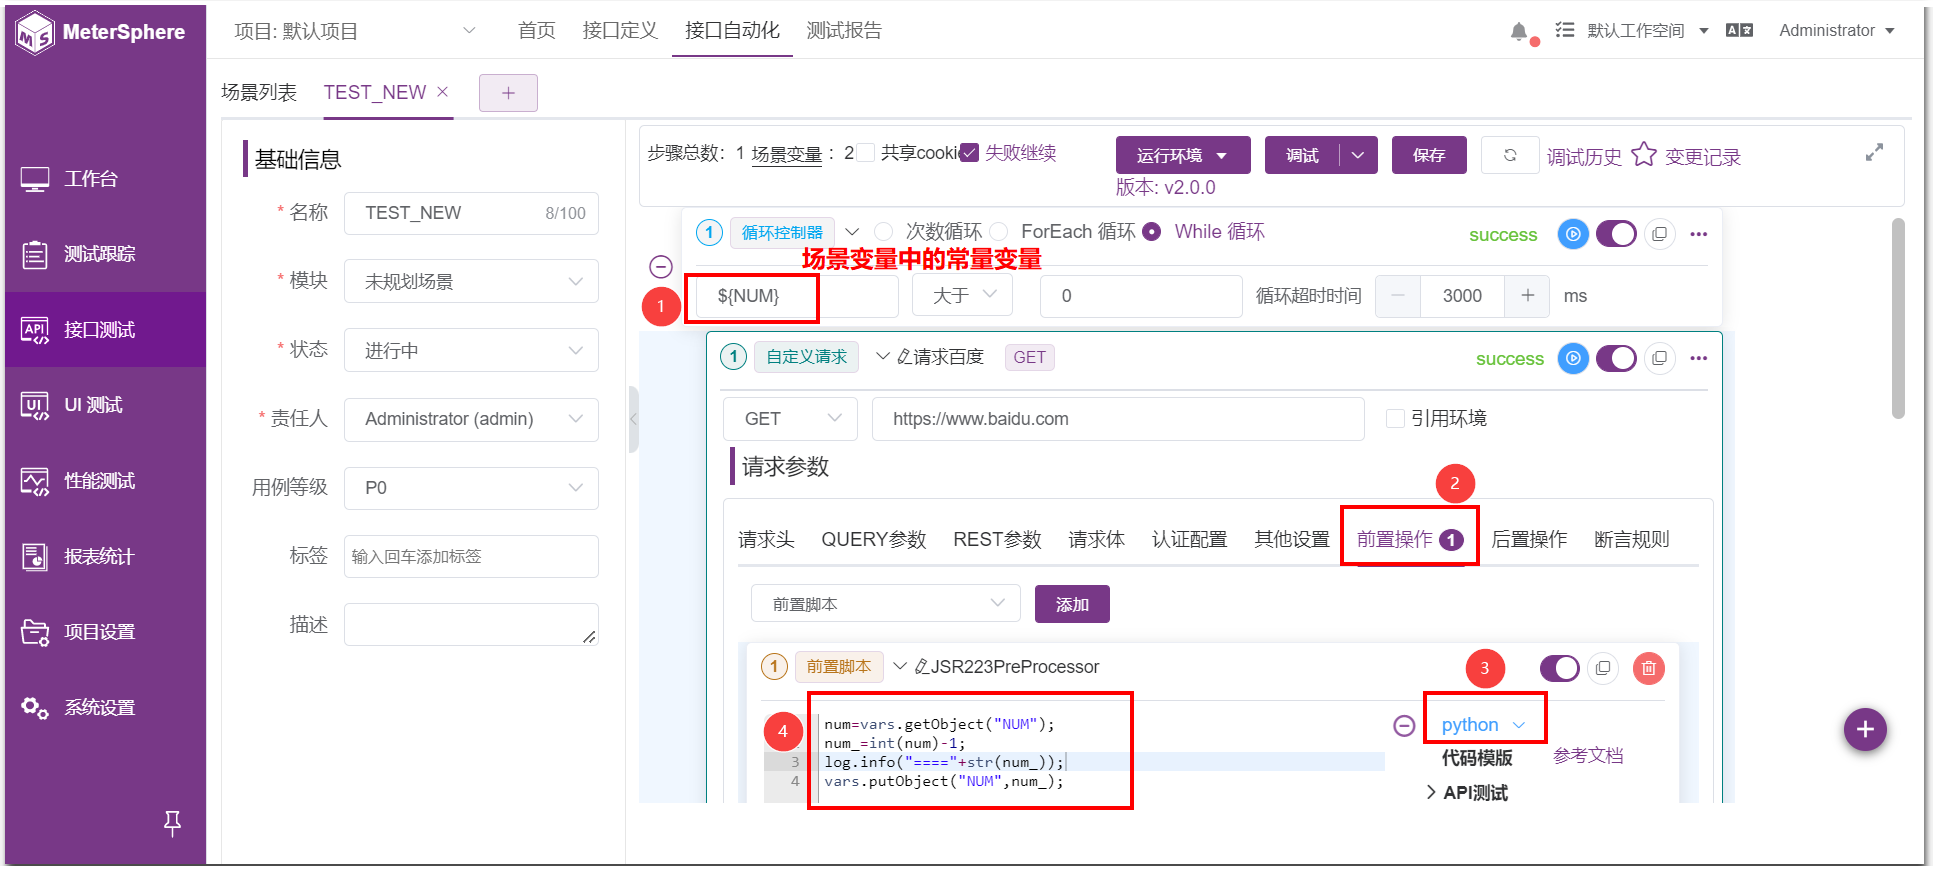 MeterSphere
项目: 默认项目
首页 接口定义 接口自动化 测试报告
默认工作空间
Administrator
场景列表 TEST_NEW
工作台
测试跟踪
接口测试
UI 测试
性能测试
报表统计
项目设置
系统设置
基础信息
* 名称 TEST_NEW 8/100
* 模块 未规划场景
* 状态 进行中
* 责任人 Administrator (admin)
用例等级 P0
标签 输入回车添加标签
描述
步骤总数: 1 场景变量 : 2 共享cooki 失败继续 运行环境 调试 保存 调试历史 变更记录
版本: v2.0.0
1 循环控制器 次数循环 ForEach 循环 While 循环 success
场景变量中的常量变量
1 ${NUM} 大于 0 循环超时时间 3000 ms
1 自定义请求 请求百度 GET success
GET https://www.baidu.com 引用环境
请求参数
2
请求头 QUERY参数 REST参数 请求体 认证配置 其他设置 前置操作 1 后置操作 断言规则
前置脚本 添加
1 前置脚本 JSR223PreProcessor
3
4
num=vars.getObject("NUM");
num_=int(num)-1;
3 log.info("===="+str(num_));
4 vars.putObject("NUM",num_);
python
代码模版 参考文档
API测试